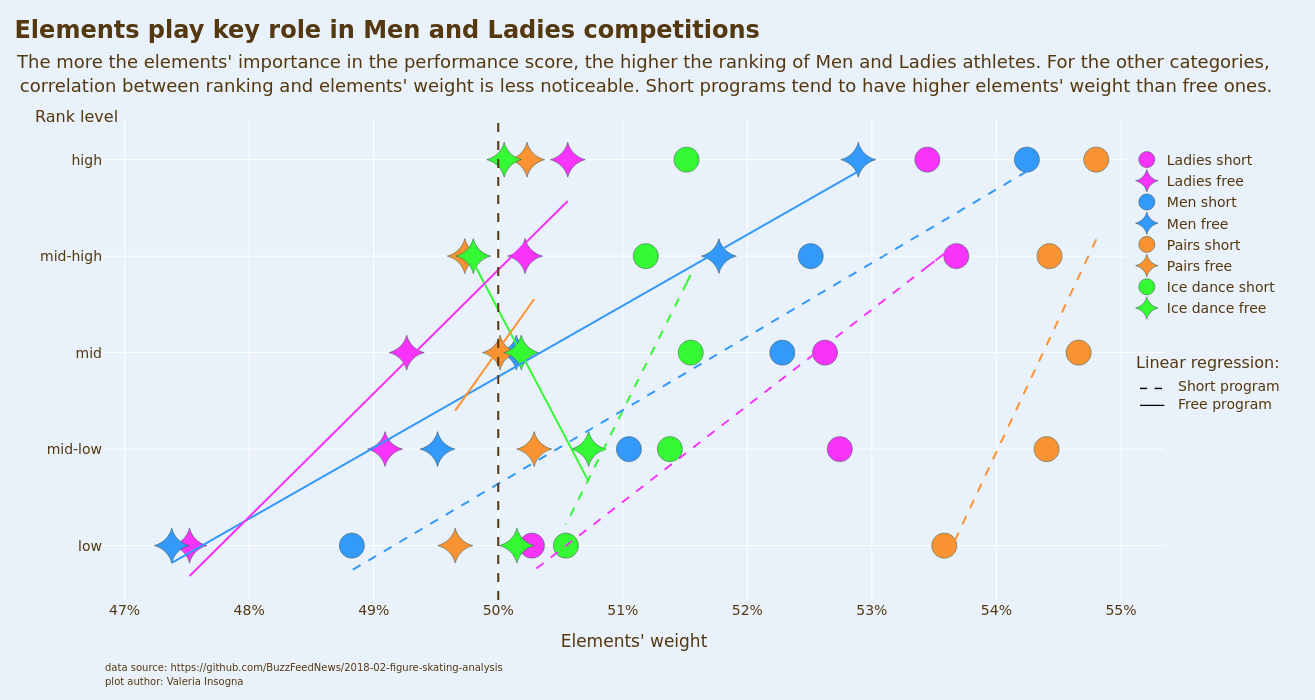 Elements play key role in Men and Ladies competitions
The more the elements' importance in the performance score, the higher the ranking of Men and Ladies athletes. For the other categories,
correlation between ranking and elements' weight is less noticeable. Short programs tend to have higher elements' weight than free ones.
Rank level
high
mid-high
mid
mid-low
low
47%
48%
49%
50%
51%
52%
53%
54%
55%
Elements' weight
Ladies short
Ladies free
Men short
Men free
Pairs short
Pairs free
Ice dance short
Ice dance free
Linear regression:
Short program
Free program
data source: https://github.com/BuzzFeedNews/2018-02-figure-skating-analysis
plot author: Valeria Insogna